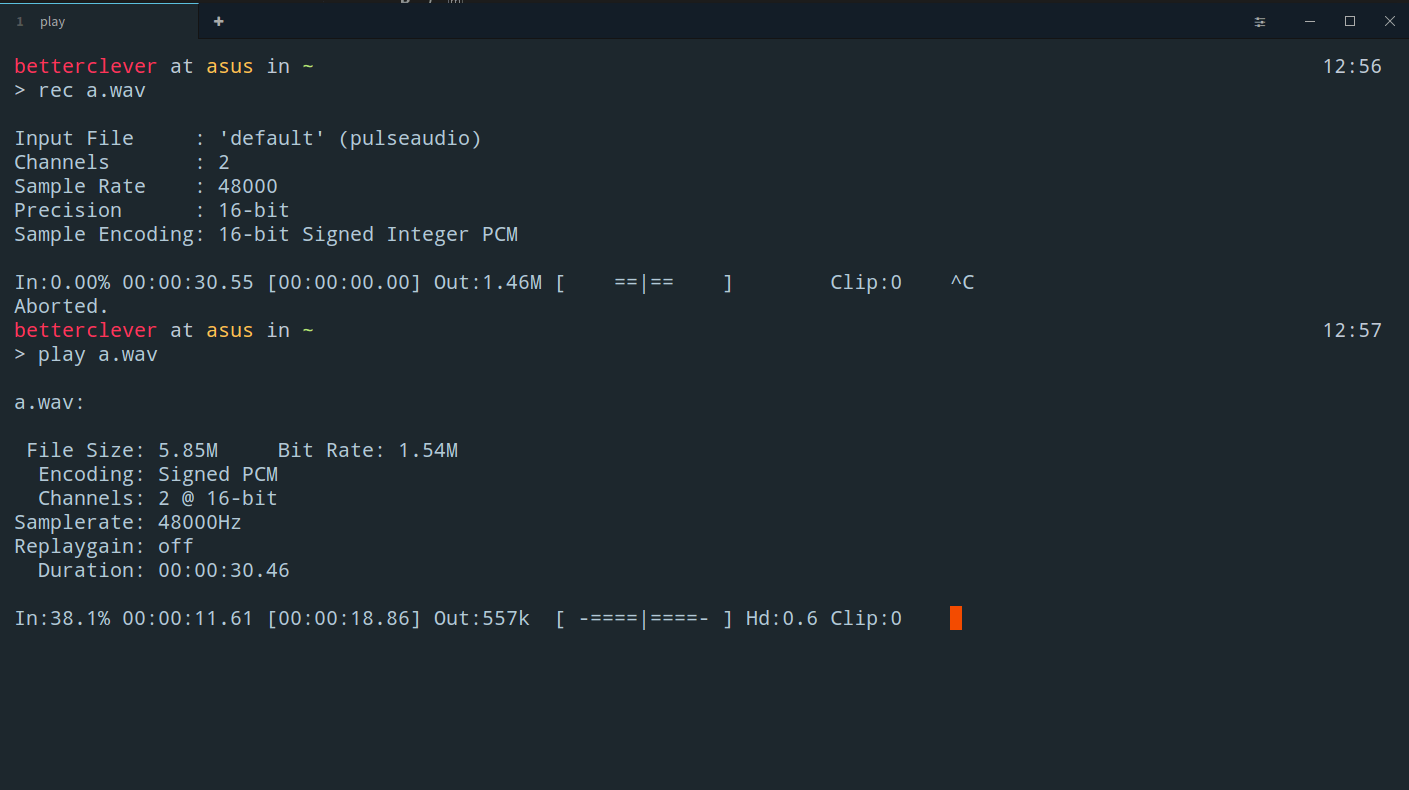 1 play +
betterclever at asus in ~ 12:56
> rec a.wav
Input File     : 'default' (pulseaudio)
Channels       : 2
Sample Rate    : 48000
Precision      : 16-bit
Sample Encoding: 16-bit Signed Integer PCM
In:0.00% 00:00:30.55 [00:00:00.00] Out:1.46M [    ==|==    ]        Clip:0    ^C
Aborted.
betterclever at asus in ~ 12:57
> play a.wav
a.wav:
 File Size: 5.85M     Bit Rate: 1.54M
  Encoding: Signed PCM
  Channels: 2 @ 16-bit
Samplerate: 48000Hz
Replaygain: off
  Duration: 00:00:30.46
In:38.1% 00:00:11.61 [00:00:18.86] Out:557k  [ -====|====- ] Hd:0.6 Clip:0